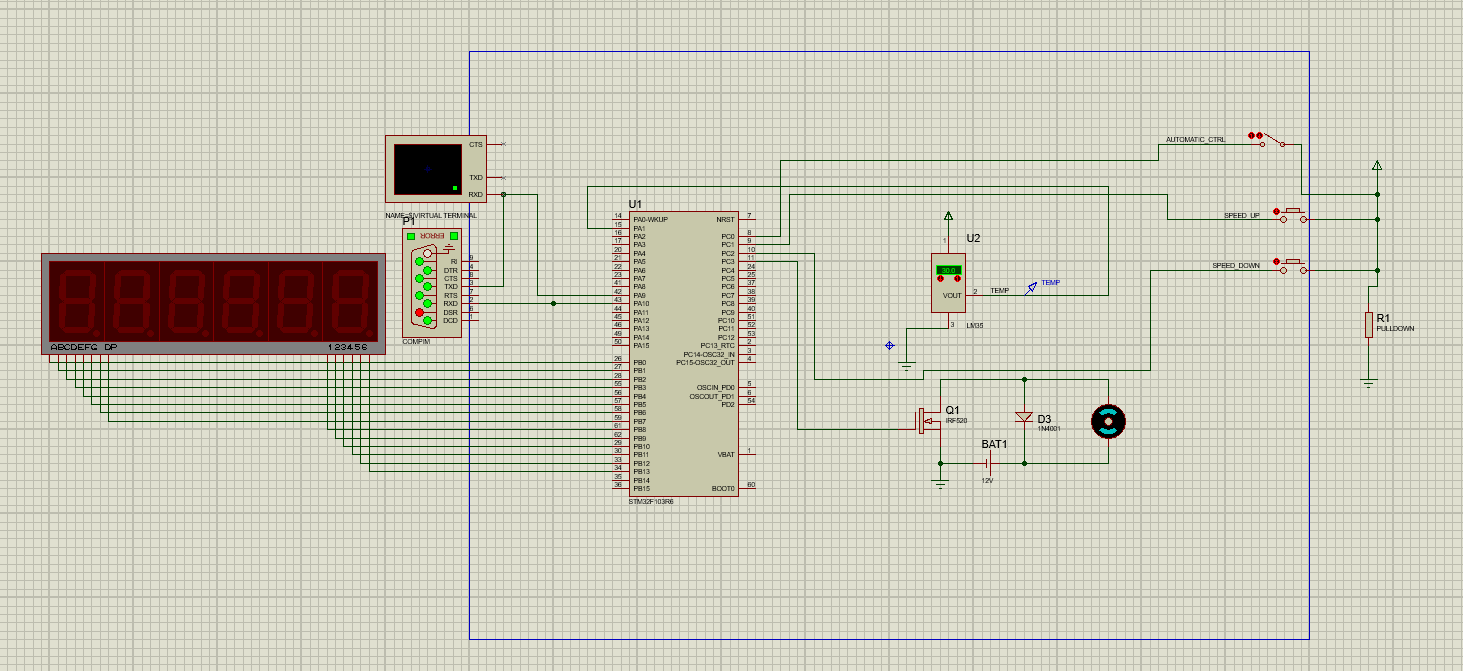 CTS
TXD
RXD
NAME=$VIRTUAL TERMINAL
P1
ERROR
RI 9
DTR 4
CTS 8
TXD 3
RTS 7
RXD 2
DSR 6
DCD 1
COMPIM
ABCDEFG DP
123456
U1
14 PA0-WKUP
15 PA1
16 PA2
17 PA3
20 PA4
21 PA5
22 PA6
23 PA7
41 PA8
42 PA9
43 PA10
44 PA11
45 PA12
46 PA13
49 PA14
50 PA15
26 PB0
27 PB1
28 PB2
55 PB3
56 PB4
57 PB5
58 PB6
59 PB7
61 PB8
62 PB9
29 PB10
30 PB11
33 PB12
34 PB13
35 PB14
36 PB15
NRST 7
PC0 8
PC1 9
PC2 10
PC3 11
PC4 24
PC5 25
PC6 37
PC7 38
PC8 39
PC9 40
PC10 51
PC11 52
PC12 53
PC13_RTC 2
PC14-OSC32_IN 3
PC15-OSC32_OUT 4
OSCIN_PD0 5
OSCOUT_PD1 6
PD2 54
VBAT 1
BOOT0 60
STM32F103R6
U2
1
30.0
VOUT
2
TEMP
TEMP
3
LM35
Q1
IRF520
D3
1N4001
BAT1
12V
AUTOMATIC_CTRL
SPEED_UP
SPEED_DOWN
R1
PULLDOWN